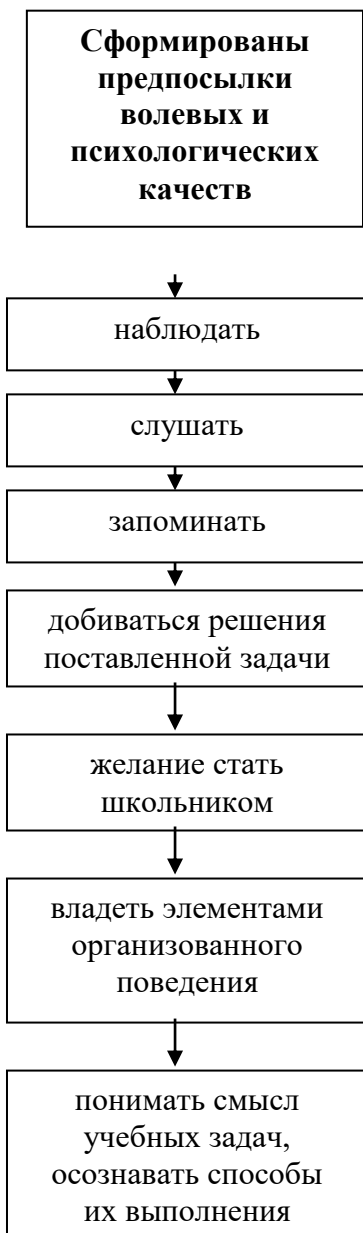 Сформированы
предпосылки
волевых и
психологических
качеств
наблюдать
слушать
запоминать
добиваться решения
поставленной задачи
желание стать
школьником
владеть элементами
организованного
поведения
понимать смысл
учебных задач,
осознавать способы
их выполнения